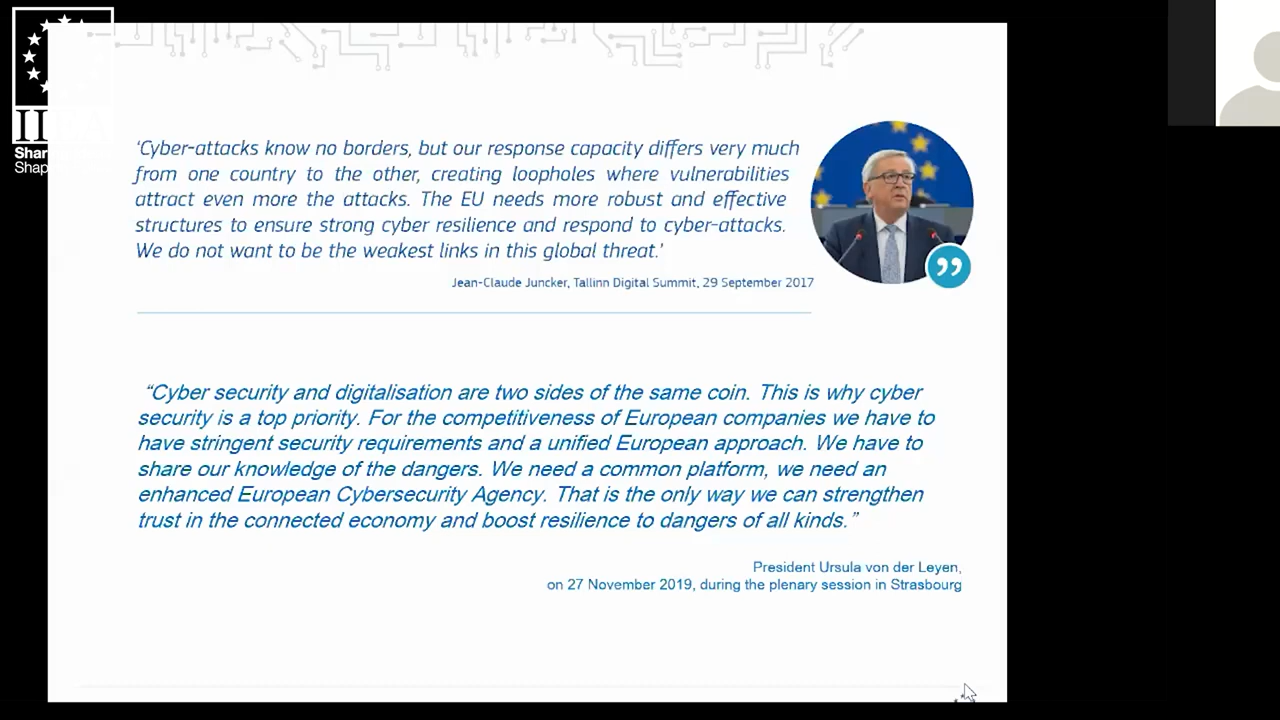 'Cyber-attacks know no borders, but our response capacity differs very much
from one country to the other, creating loopholes where vulnerabilities
attract even more the attacks. The EU needs more robust and effective
structures to ensure strong cyber resilience and respond to cyber-attacks.
We do not want to be the weakest links in this global threat.'
Jean-Claude Juncker, Tallinn Digital Summit, 29 September 2017
“Cyber security and digitalisation are two sides of the same coin. This is why cyber
security is a top priority. For the competitiveness of European companies we have to
have stringent security requirements and a unified European approach. We have to
share our knowledge of the dangers. We need a common platform, we need an
enhanced European Cybersecurity Agency. That is the only way we can strengthen
trust in the connected economy and boost resilience to dangers of all kinds.”
President Ursula von der Leyen,
on 27 November 2019, during the plenary session in Strasbourg